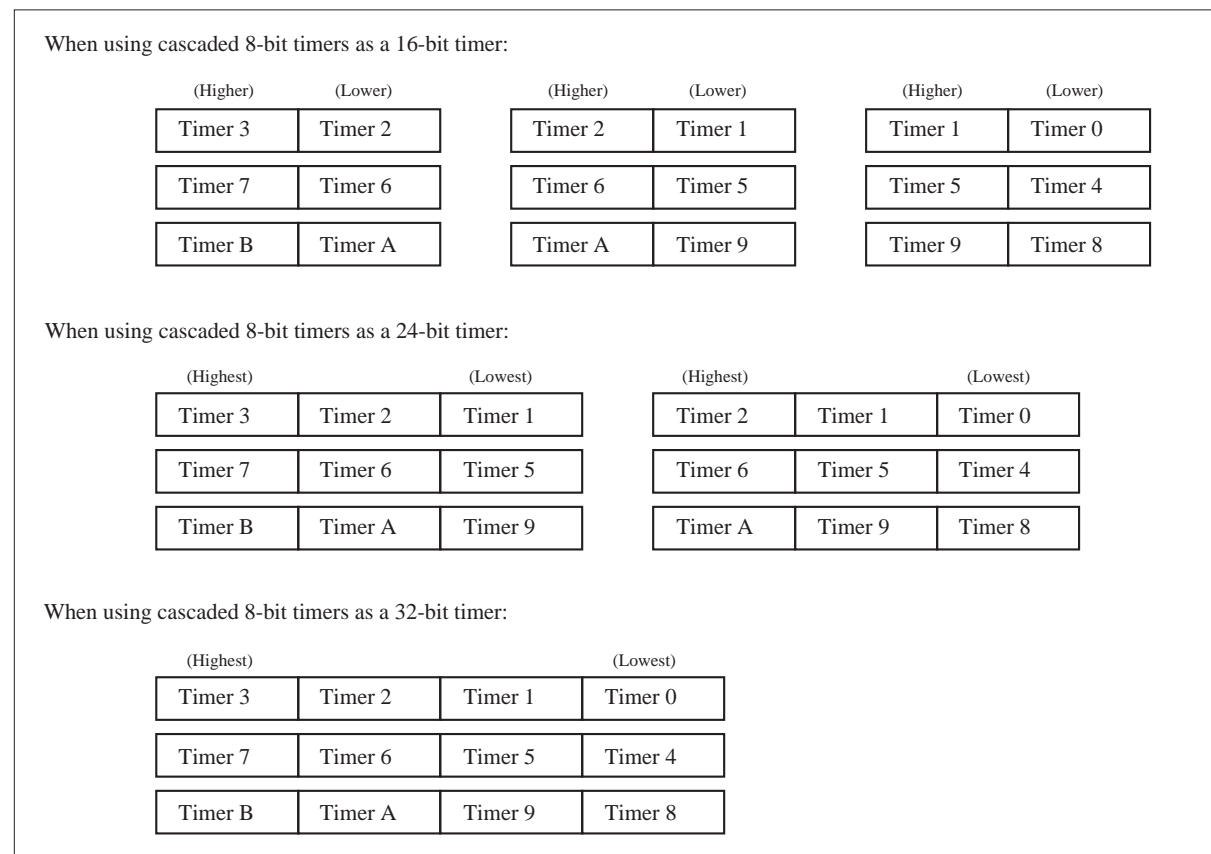 When using cascaded 8-bit timers as a 16-bit timer:
(Higher) (Lower) (Higher) (Lower) (Higher) (Lower)
Timer 3 Timer 2 Timer 2 Timer 1 Timer 1 Timer 0
Timer 7 Timer 6 Timer 6 Timer 5 Timer 5 Timer 4
Timer B Timer A Timer A Timer 9 Timer 9 Timer 8
When using cascaded 8-bit timers as a 24-bit timer:
(Highest) (Lowest) (Highest) (Lowest)
Timer 3 Timer 2 Timer 1 Timer 2 Timer 1 Timer 0
Timer 7 Timer 6 Timer 5 Timer 6 Timer 5 Timer 4
Timer B Timer A Timer 9 Timer A Timer 9 Timer 8
When using cascaded 8-bit timers as a 32-bit timer:
(Highest) (Lowest)
Timer 3 Timer 2 Timer 1 Timer 0
Timer 7 Timer 6 Timer 5 Timer 4
Timer B Timer A Timer 9 Timer 8